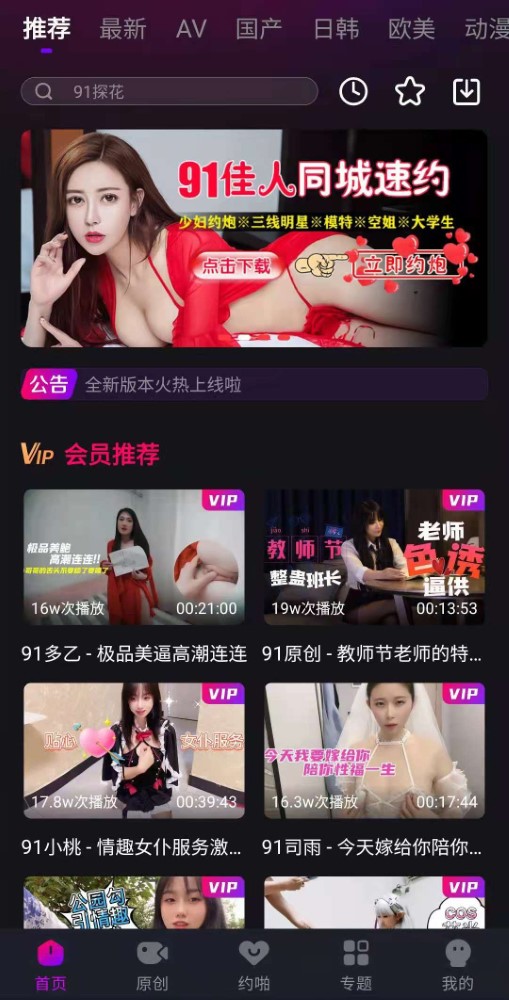 推荐 最新 AV 国产 日韩 欧美 动漫
91探花
91佳人同城速约
少妇约炮※三线明星※模特※空姐※大学生
点击下载 立即约炮
公告 全新版本火热上线啦
VIP 会员推荐
VIP
极品美鲍
高潮连连!!
16w次播放 00:21:00
91多乙 - 极品美逼高潮连连
VIP
jiào shī
教师节
整蛊班长
老师
色诱
逼供
19w次播放 00:13:53
91原创 - 教师节老师的特...
VIP
贴心 女仆服务
17.8w次播放 00:39:43
91小桃 - 情趣女仆服务激...
VIP
今天我要嫁给你
陪你性福一生
16.3w次播放 00:17:44
91司雨 - 今天嫁给你陪你...
VIP
公园勾
引情趣
VIP
COS
首页 原创 约啪 专题 我的